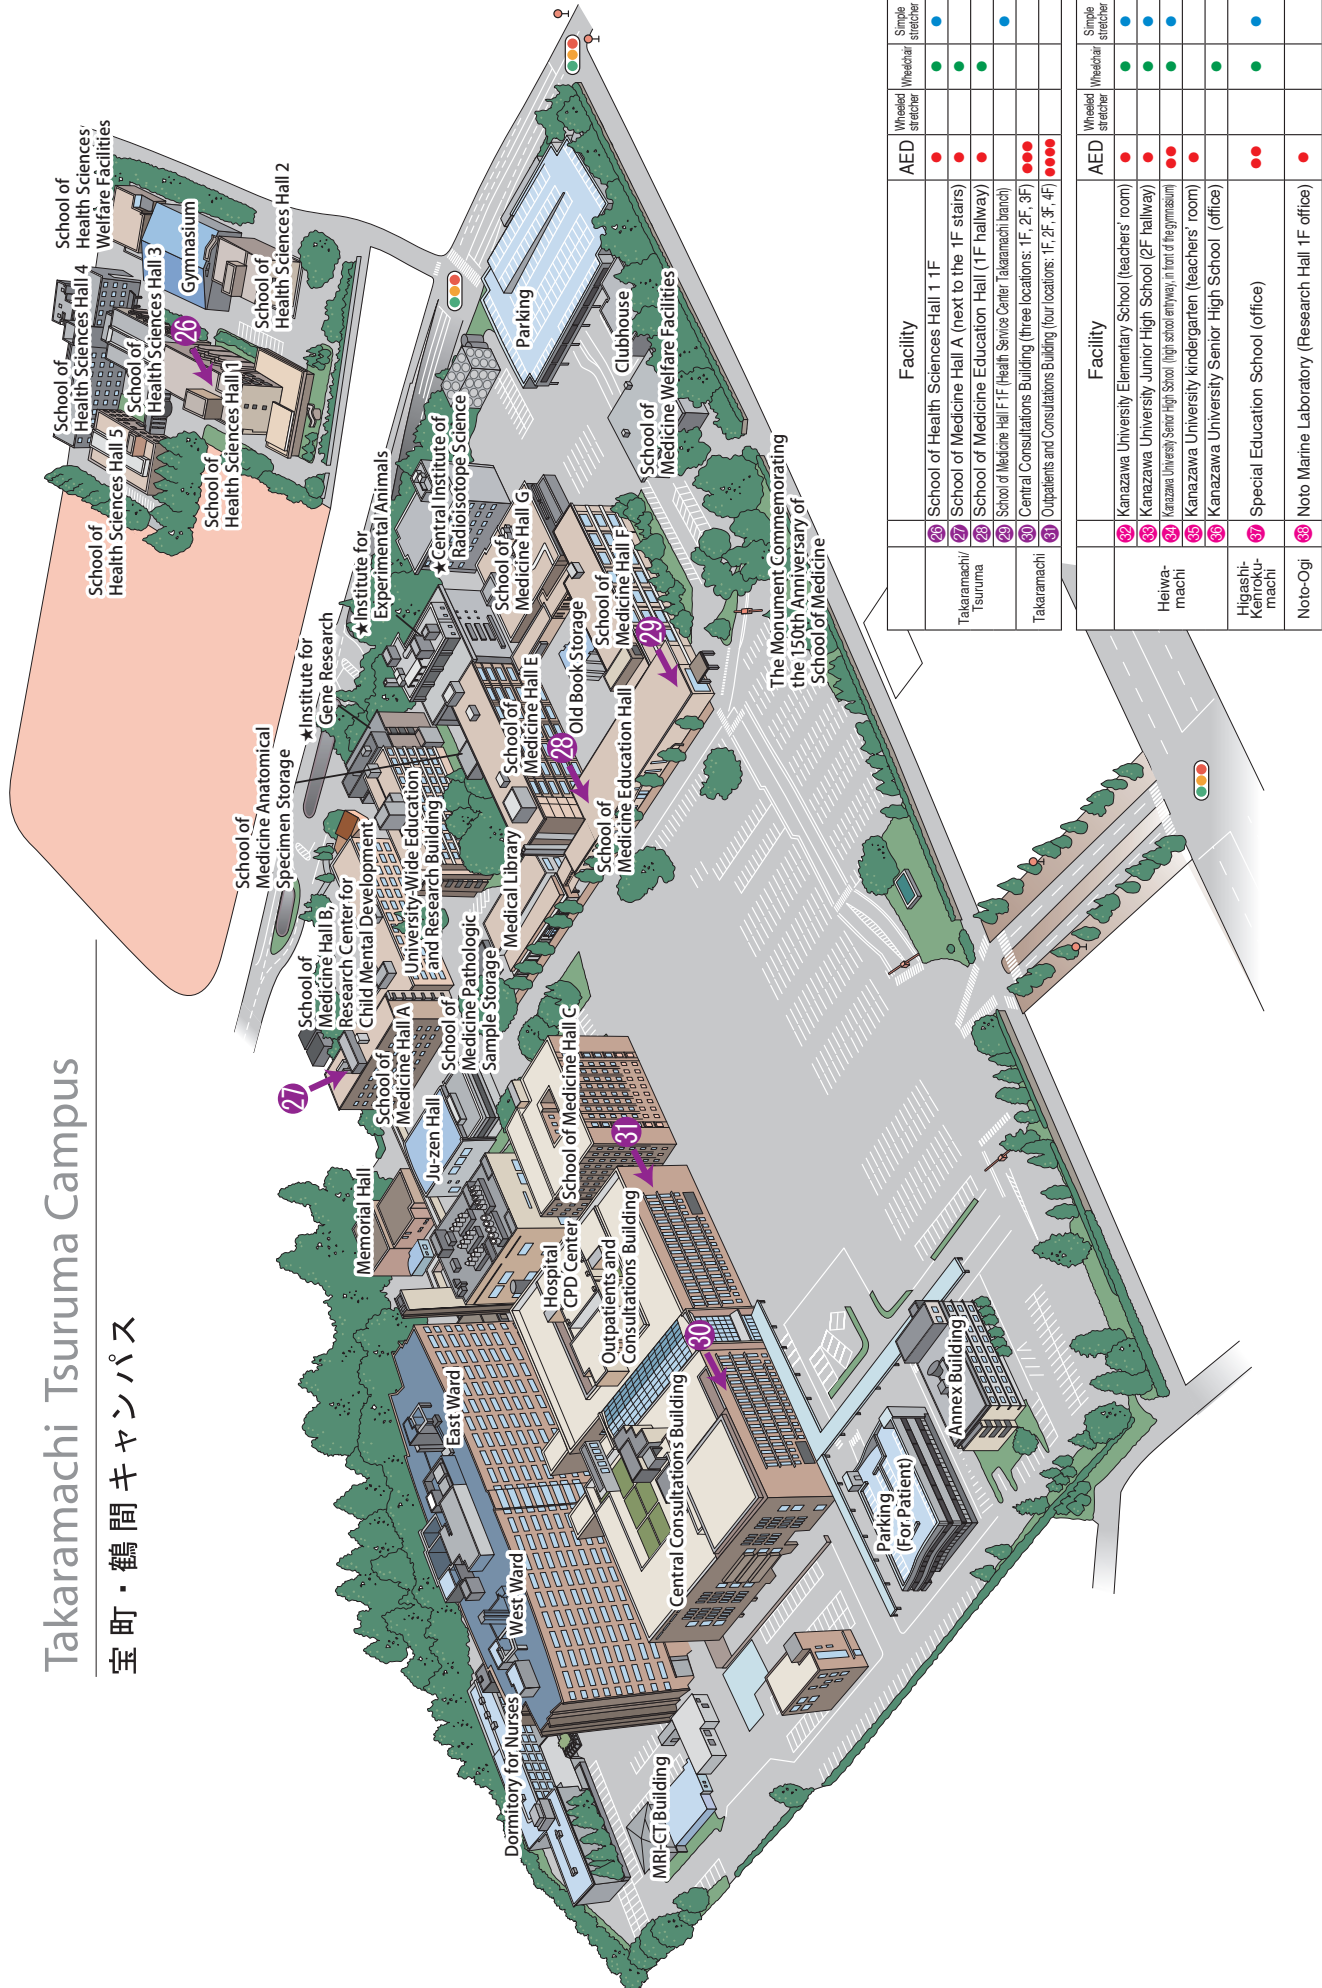 Takaramachi Tsuruma Campus
宝町・鶴間キャンパス
Dormitory for Nurses
MRI-CT Building
West Ward
East Ward
Memorial Hall
Central Consultations Building
Outpatients and
Consultations Building
Hospital
CPD Center
School of Medicine Hall C
Ju-zen Hall
School of
Medicine Hall A
School of
Medicine Hall B,
Research Center for
Child Mental Development
School of
Medicine Pathologic
Sample Storage
University-Wide Education
and Research Building
School of
Medicine Anatomical
Specimen Storage
Medical Library
★Institute for
Gene Research
★Institute for
Experimental Animals
★Central Institute of
Radioisotope Science
School of
Medicine Hall E
School of
Medicine Hall G
School of
Medicine Hall F
Old Book Storage
School of
Medicine Education Hall
School of
Medicine Welfare Facilities
Clubhouse
Parking
The Monument Commemorating
the 150th Anniversary of
School of Medicine
Parking
(For Patient)
Annex Building
School of
Health Sciences Hall 5
School of
Health Sciences Hall 4
School of
Health Sciences Hall 3
School of
Health Sciences Hall 1
School of
Health Sciences Hall 2
School of
Health Sciences
Welfare Facilities
Gymnasium
26
27
28
29
30
31
Facility AED Wheeled stretcher Wheelchair Simple stretcher
Takaramachi/
Tsuruma
26 School of Health Sciences Hall 1 1F ● ● ●
27 School of Medicine Hall A (next to the 1F stairs) ● ●
28 School of Medicine Education Hall (1F hallway) ● ●
29 School of Medicine Hall F 1F (Health Service Center Takaramachi branch) ●
Takaramachi
30 Central Consultations Building (three locations: 1F, 2F, 3F) ●●●
31 Outpatients and Consultations Building (four locations: 1F, 2F, 3F, 4F) ●●●●
Facility AED Wheeled stretcher Wheelchair Simple stretcher
Heiwa-
machi
32 Kanazawa University Elementary School (teachers' room) ● ● ●
33 Kanazawa University Junior High School (2F hallway) ● ● ●
34 Kanazawa University Senior High School (high school entryway, in front of the gymnasium) ●● ● ●
35 Kanazawa University kindergarten (teachers' room) ●
36 Kanazawa University Senior High School (office) ●
Higashi-
Kenroku-
machi
37 Special Education School (office) ●● ● ●
Noto-Ogi
38 Noto Marine Laboratory (Research Hall 1F office) ●